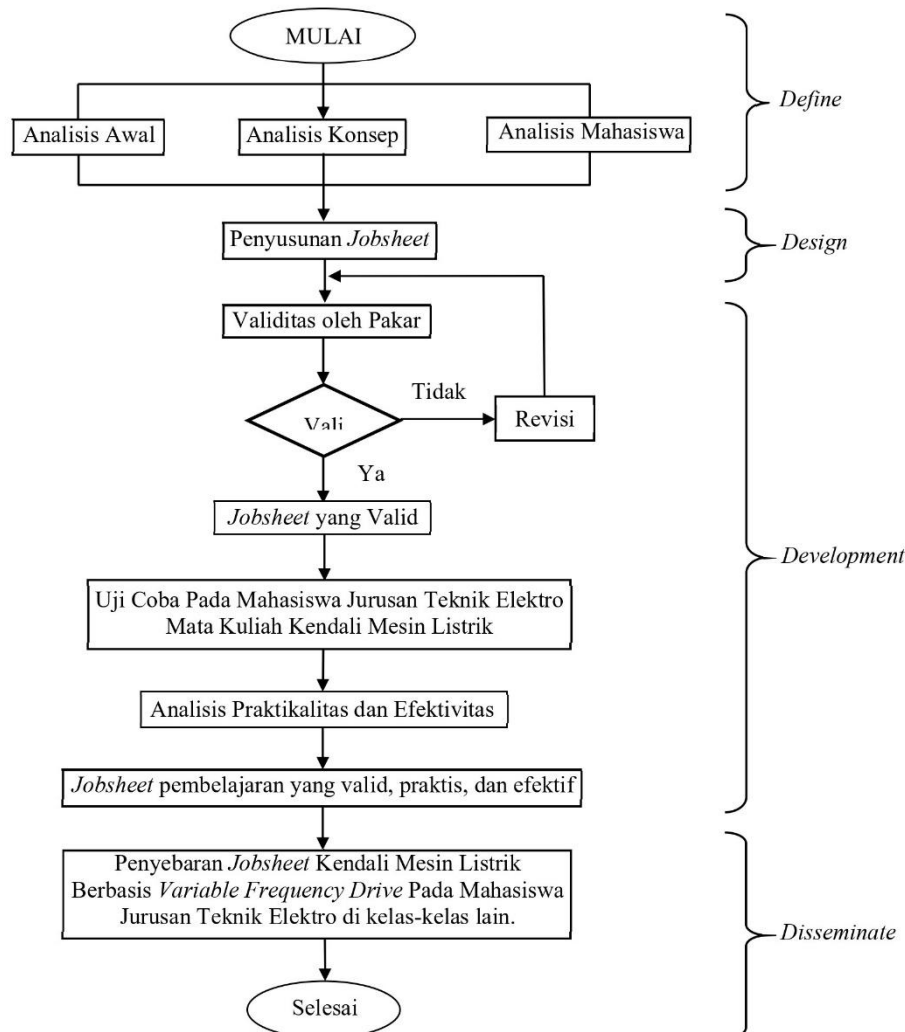 MULAI
Define
Analisis Awal
Analisis Konsep
Analisis Mahasiswa
Penyusunan Jobsheet
Design
Validitas oleh Pakar
Tidak
Vali
Revisi
Ya
Jobsheet yang Valid
Development
Uji Coba Pada Mahasiswa Jurusan Teknik Elektro
Mata Kuliah Kendali Mesin Listrik
Analisis Praktikalitas dan Efektivitas
Jobsheet pembelajaran yang valid, praktis, dan efektif
Penyebaran Jobsheet Kendali Mesin Listrik
Berbasis Variable Frequency Drive Pada Mahasiswa
Jurusan Teknik Elektro di kelas-kelas lain.
Disseminate
Selesai